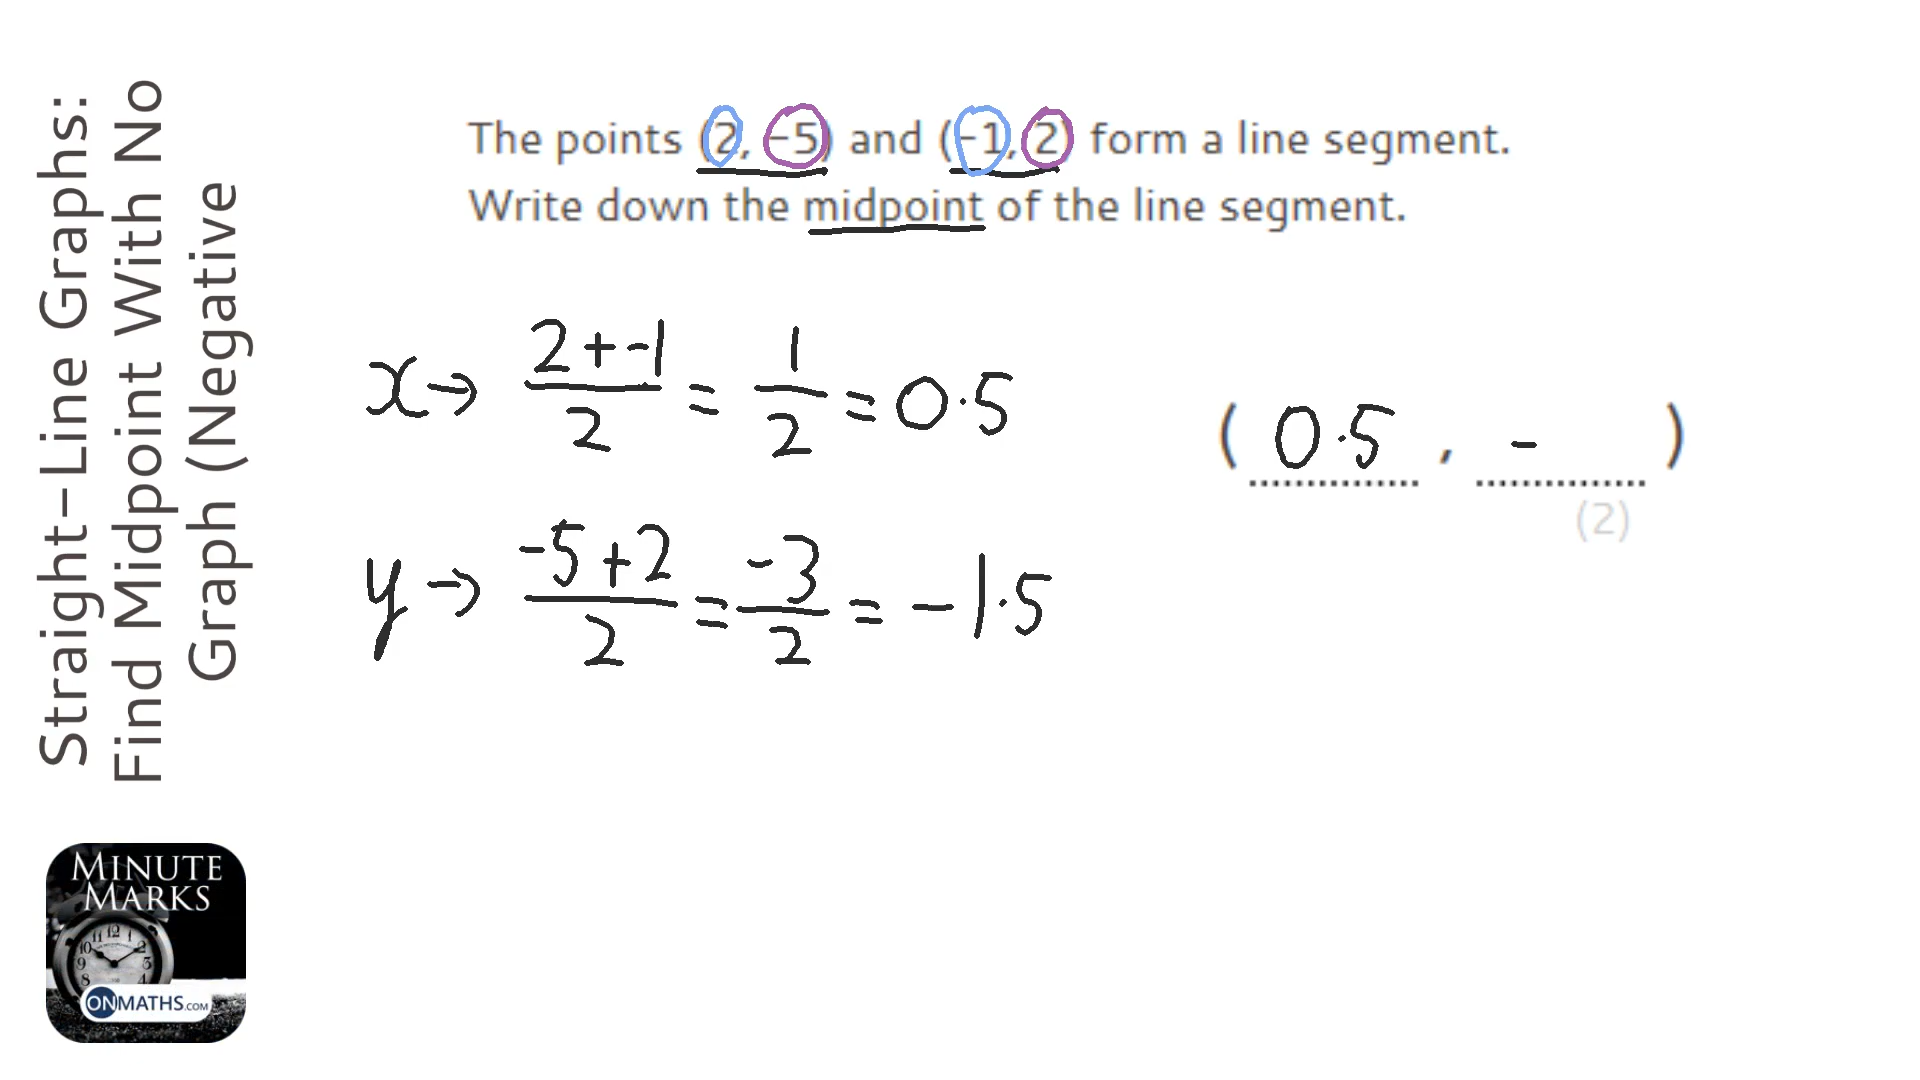 Straight-Line Graphs:
Find Midpoint With No
Graph (Negative
The points (2, -5) and (-1, 2) form a line segment.
Write down the midpoint of the line segment.
x → 2 + -1 / 2 = 1 / 2 = 0.5
( 0.5 , - )
(2)
y → -5 + 2 / 2 = -3 / 2 = -1.5
MINUTE
MARKS
ONMATHS.COM